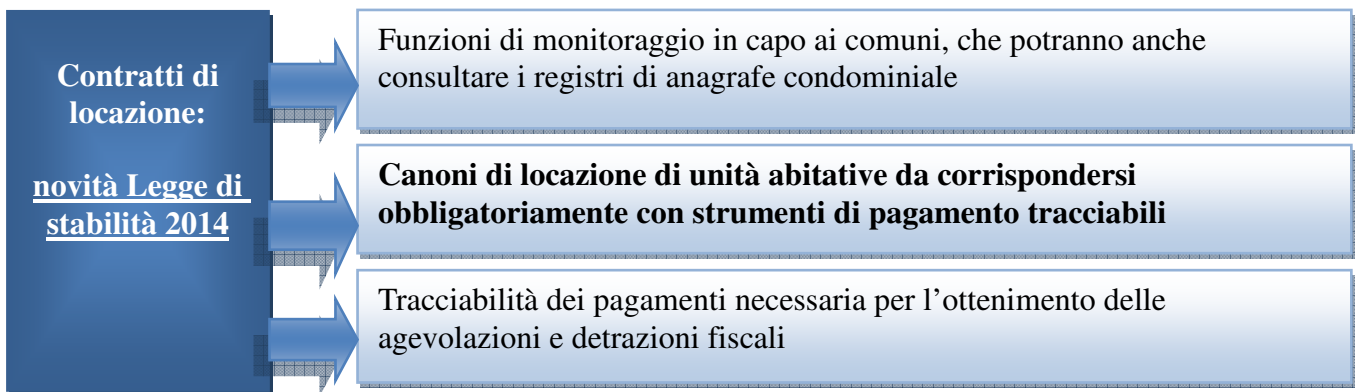 Contratti di
locazione:
novità Legge di
stabilità 2014
Funzioni di monitoraggio in capo ai comuni, che potranno anche
consultare i registri di anagrafe condominiale
Canoni di locazione di unità abitative da corrispondersi
obbligatoriamente con strumenti di pagamento tracciabili
Tracciabilità dei pagamenti necessaria per l’ottenimento delle
agevolazioni e detrazioni fiscali